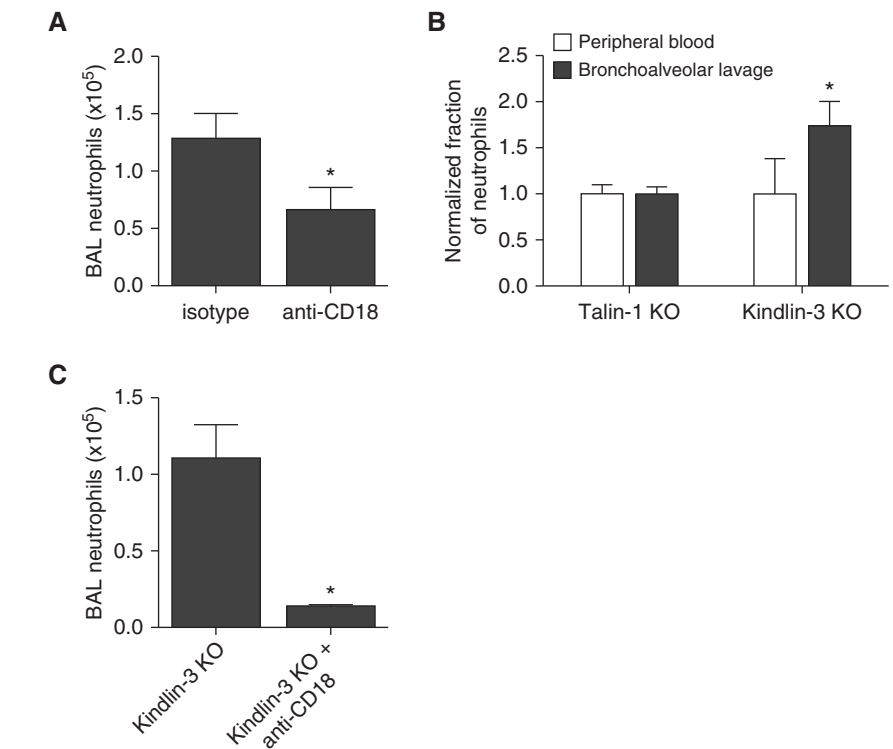 A
BAL neutrophils (x10⁵)
2.0
1.5
1.0
0.5
0.0
*
isotype
anti-CD18
B
Normalized fraction
of neutrophils
Peripheral blood
Bronchoalveolar lavage
2.5
2.0
1.5
1.0
0.5
0.0
*
Talin-1 KO
Kindlin-3 KO
C
BAL neutrophils (x10⁵)
1.5
1.0
0.5
0.0
*
Kindlin-3 KO
Kindlin-3 KO +
anti-CD18